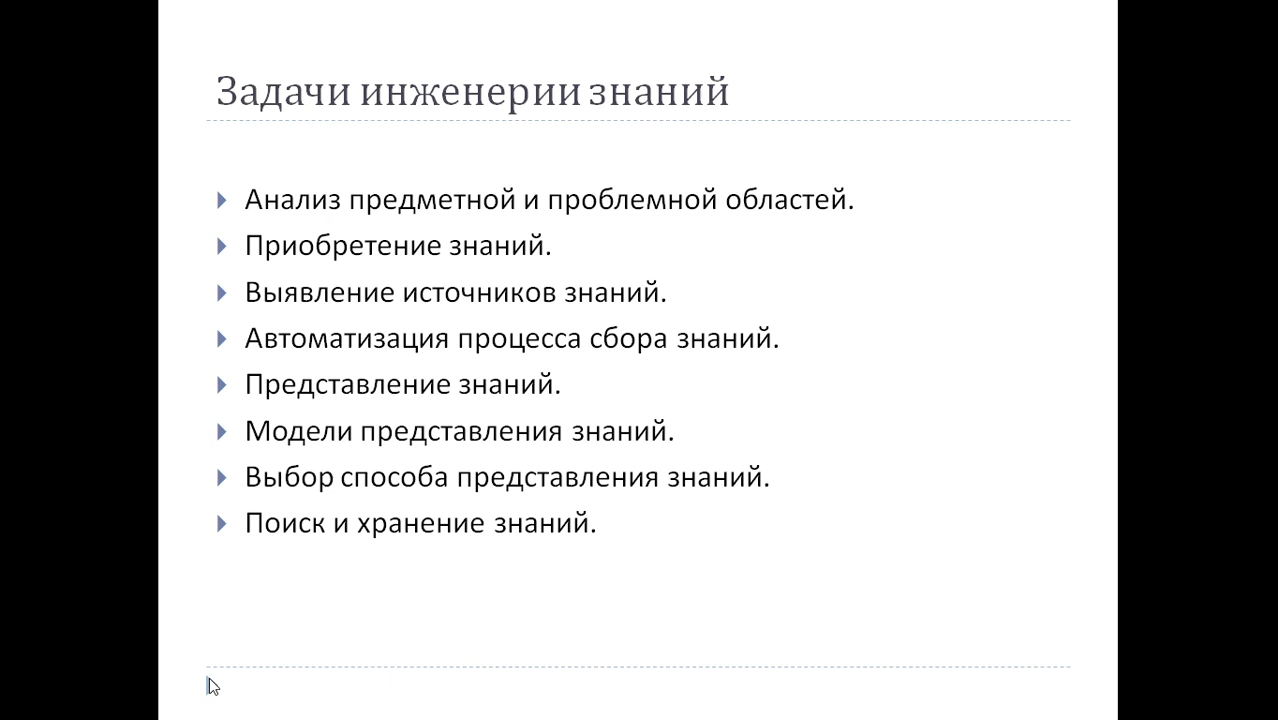 Задачи инженерии знаний
Анализ предметной и проблемной областей.
Приобретение знаний.
Выявление источников знаний.
Автоматизация процесса сбора знаний.
Представление знаний.
Модели представления знаний.
Выбор способа представления знаний.
Поиск и хранение знаний.